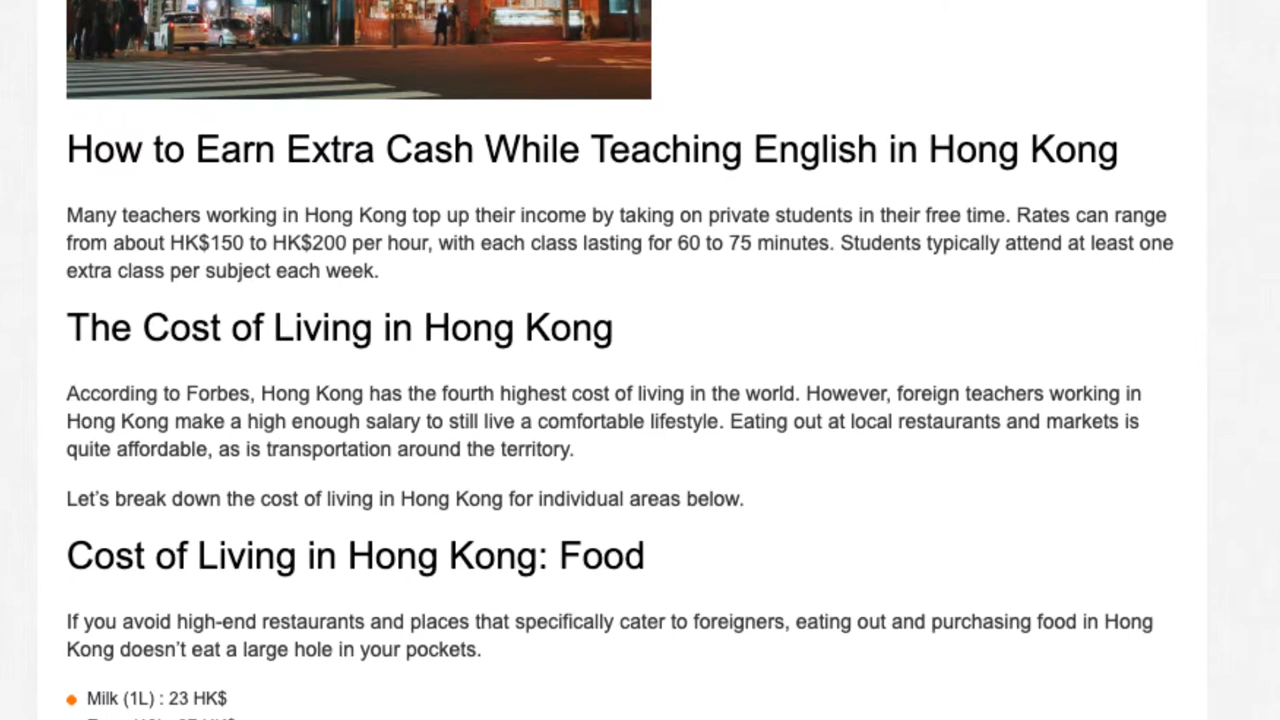 How to Earn Extra Cash While Teaching English in Hong Kong
Many teachers working in Hong Kong top up their income by taking on private students in their free time. Rates can range
from about HK$150 to HK$200 per hour, with each class lasting for 60 to 75 minutes. Students typically attend at least one
extra class per subject each week.
The Cost of Living in Hong Kong
According to Forbes, Hong Kong has the fourth highest cost of living in the world. However, foreign teachers working in
Hong Kong make a high enough salary to still live a comfortable lifestyle. Eating out at local restaurants and markets is
quite affordable, as is transportation around the territory.
Let’s break down the cost of living in Hong Kong for individual areas below.
Cost of Living in Hong Kong: Food
If you avoid high-end restaurants and places that specifically cater to foreigners, eating out and purchasing food in Hong
Kong doesn’t eat a large hole in your pockets.
Milk (1L) : 23 HK$